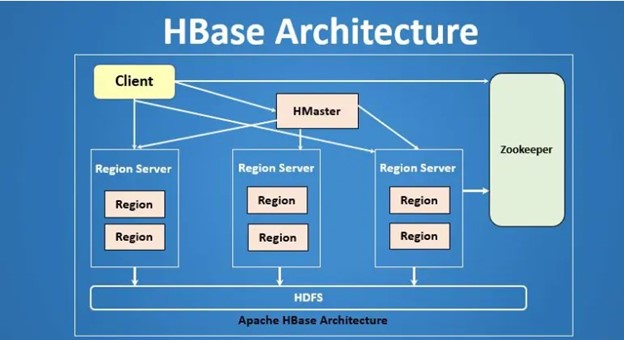 HBase Architecture
Client
HMaster
Zookeeper
Region Server
Region
Region
Region Server
Region
Region
Region Server
Region
Region
HDFS
Apache HBase Architecture